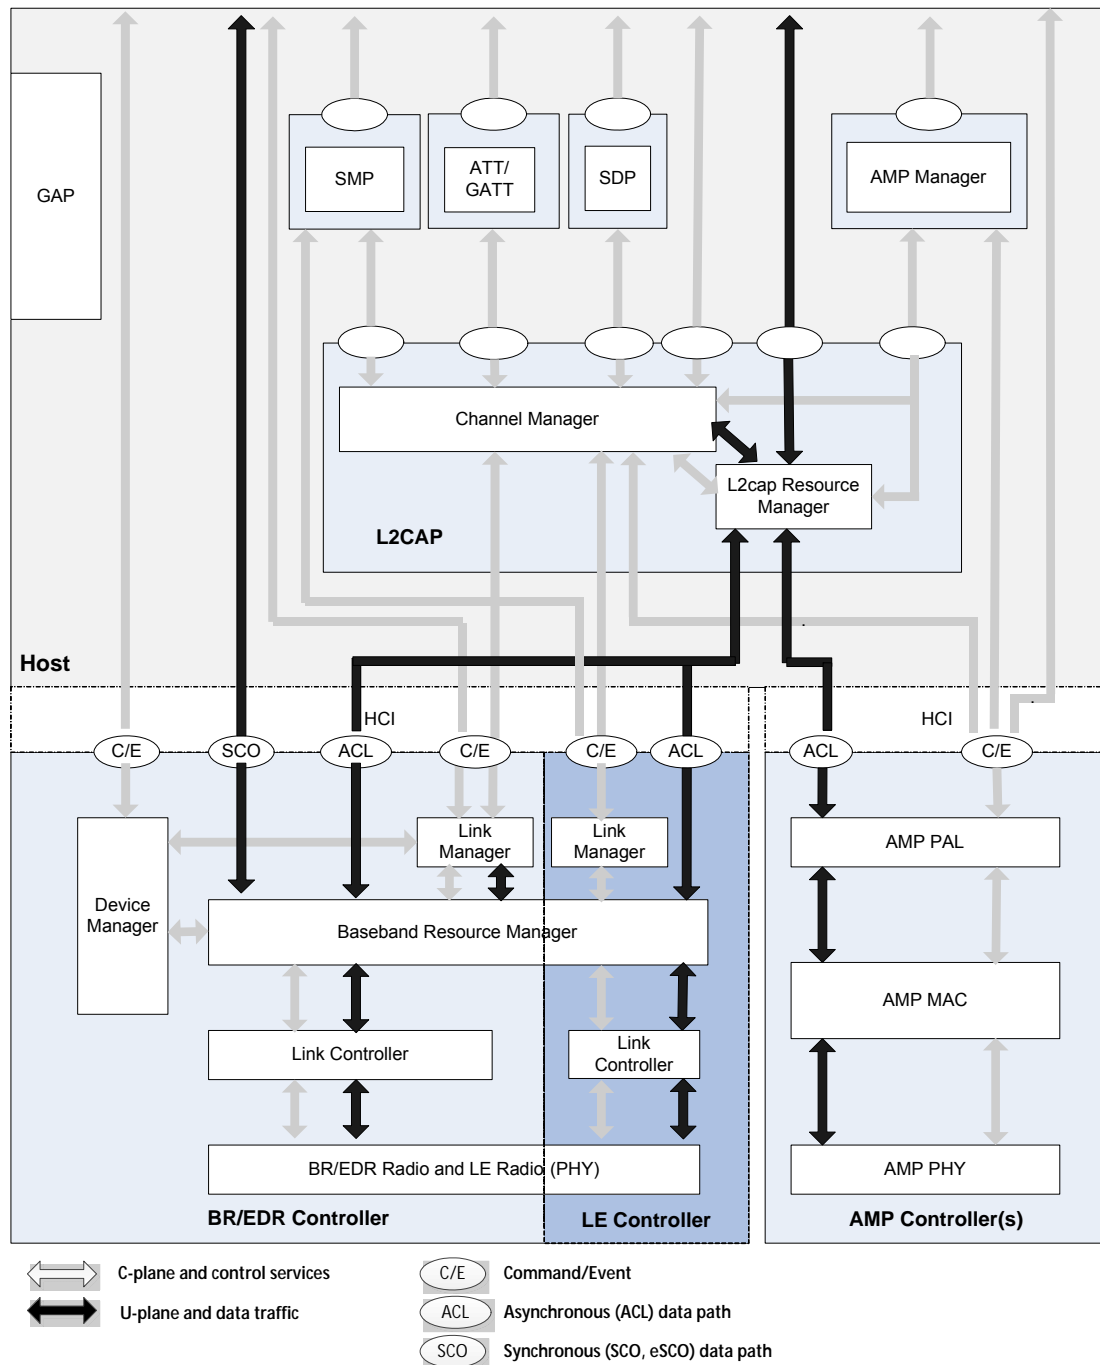 GAP
SMP
ATT/
GATT
SDP
AMP Manager
Channel Manager
L2cap Resource
Manager
L2CAP
Host
HCI
HCI
C/E
SCO
ACL
C/E
C/E
ACL
ACL
C/E
Link
Manager
Link
Manager
AMP PAL
Device
Manager
Baseband Resource Manager
AMP MAC
Link Controller
Link
Controller
BR/EDR Radio and LE Radio (PHY)
AMP PHY
BR/EDR Controller
LE Controller
AMP Controller(s)
C-plane and control services
C/E
Command/Event
U-plane and data traffic
ACL
Asynchronous (ACL) data path
SCO
Synchronous (SCO, eSCO) data path